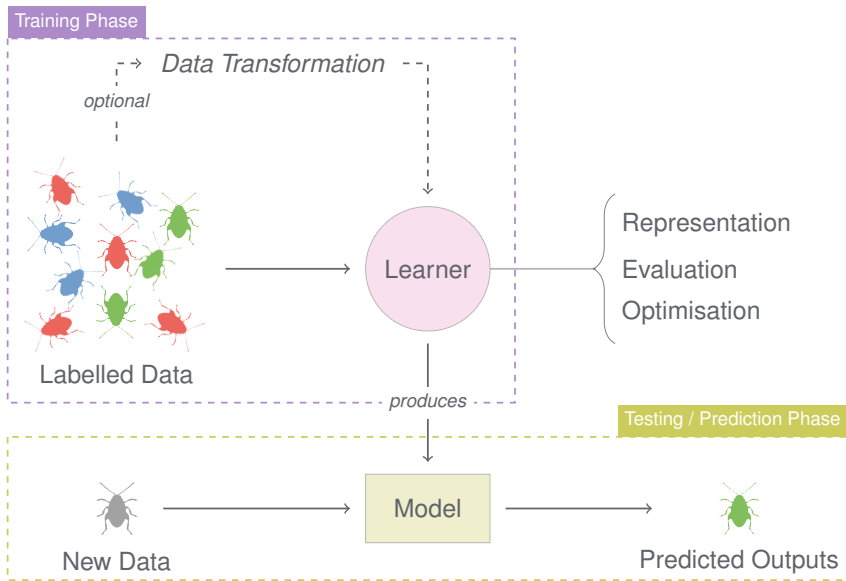 Training Phase
Data Transformation
optional
Learner
Representation
Evaluation
Optimisation
Labelled Data
produces
Testing / Prediction Phase
Model
New Data
Predicted Outputs